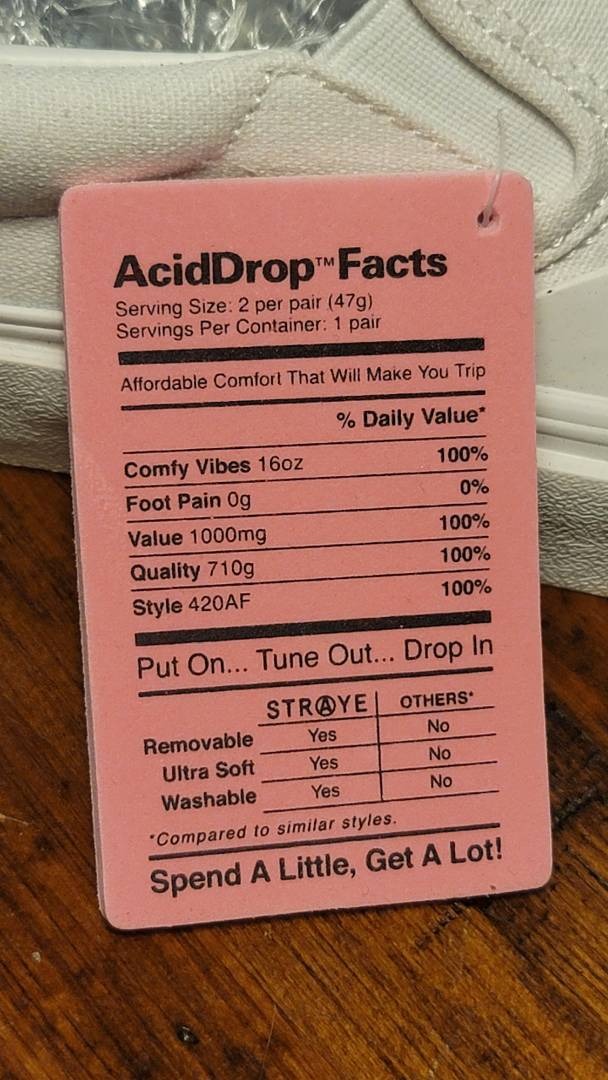 AcidDrop™ Facts
Serving Size: 2 per pair (47g)
Servings Per Container: 1 pair
Affordable Comfort That Will Make You Trip
% Daily Value*
Comfy Vibes 16oz 100%
Foot Pain 0g 0%
Value 1000mg 100%
Quality 710g 100%
Style 420AF 100%
Put On... Tune Out... Drop In
STRⒶYE OTHERS*
Removable Yes No
Ultra Soft Yes No
Washable Yes No
*Compared to similar styles.
Spend A Little, Get A Lot!